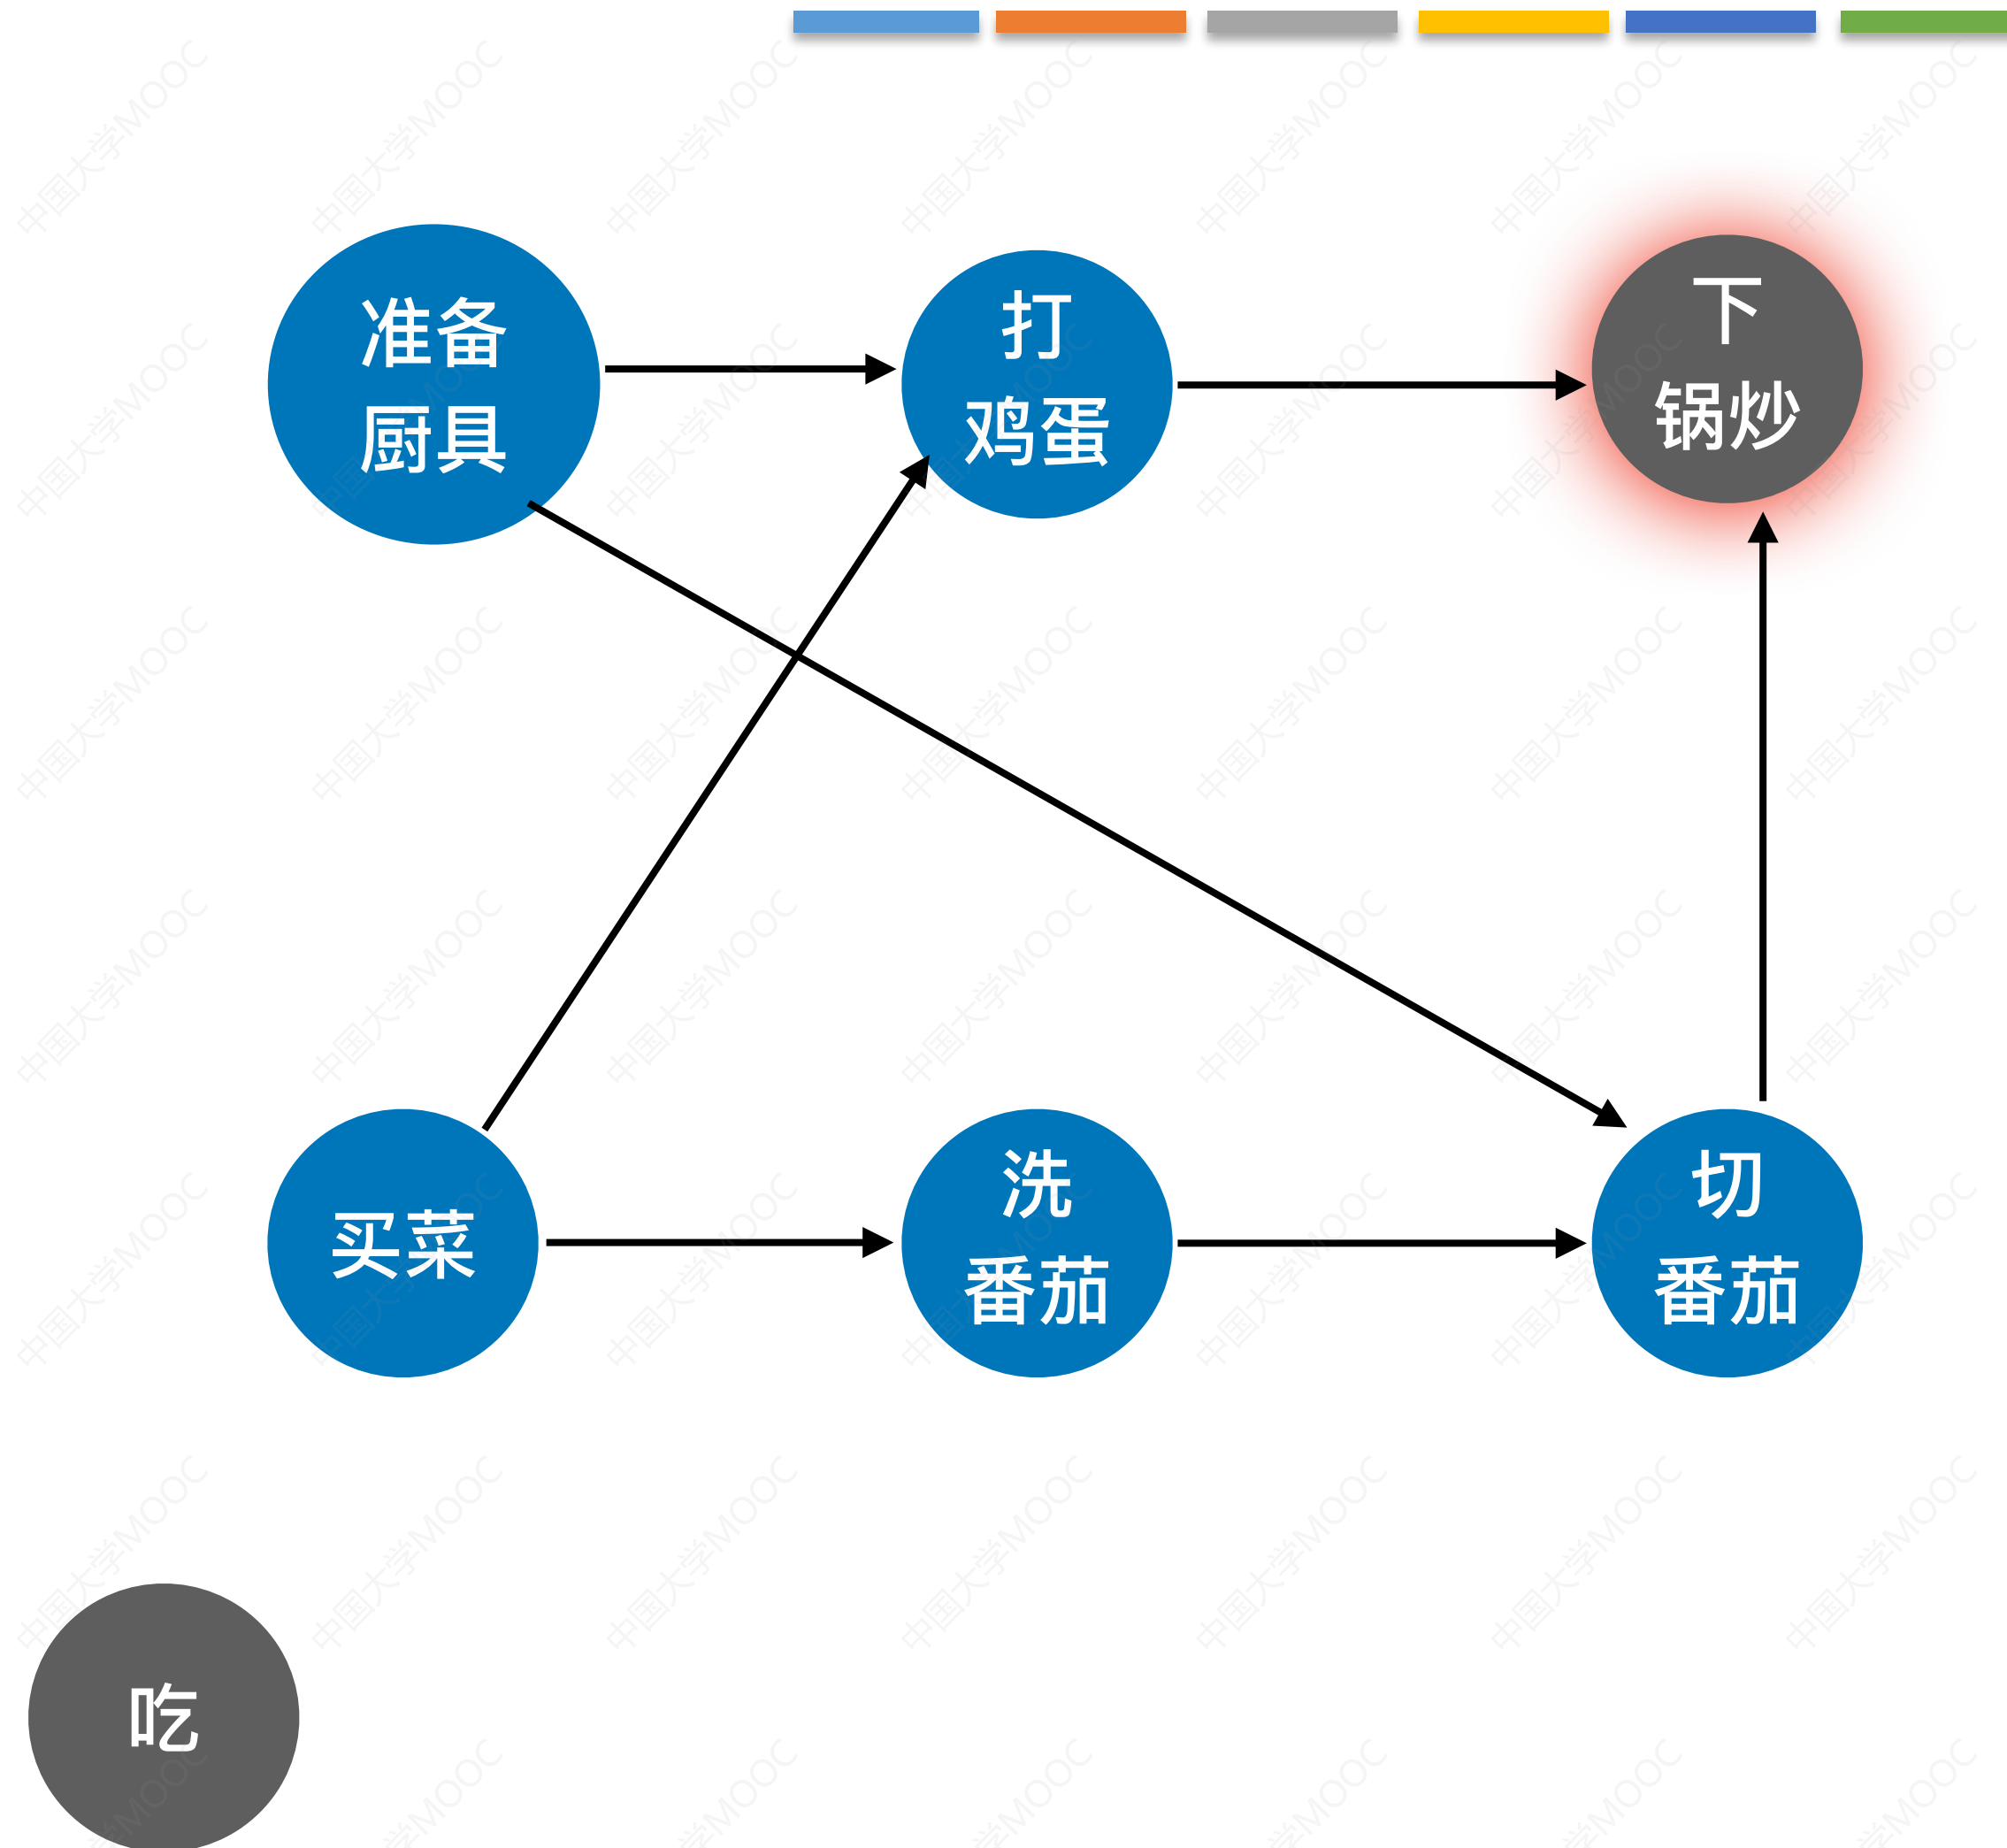 准备
厨具
打
鸡蛋
下
锅炒
买菜
洗
番茄
切
番茄
吃
中国大学MOOC